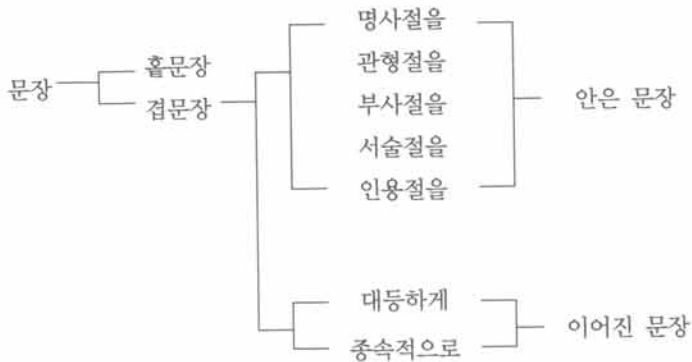 명사절을
홑문장
관형절을
문장
겹문장
부사절을
안은 문장
서술절을
인용절을
대등하게
이어진 문장
종속적으로